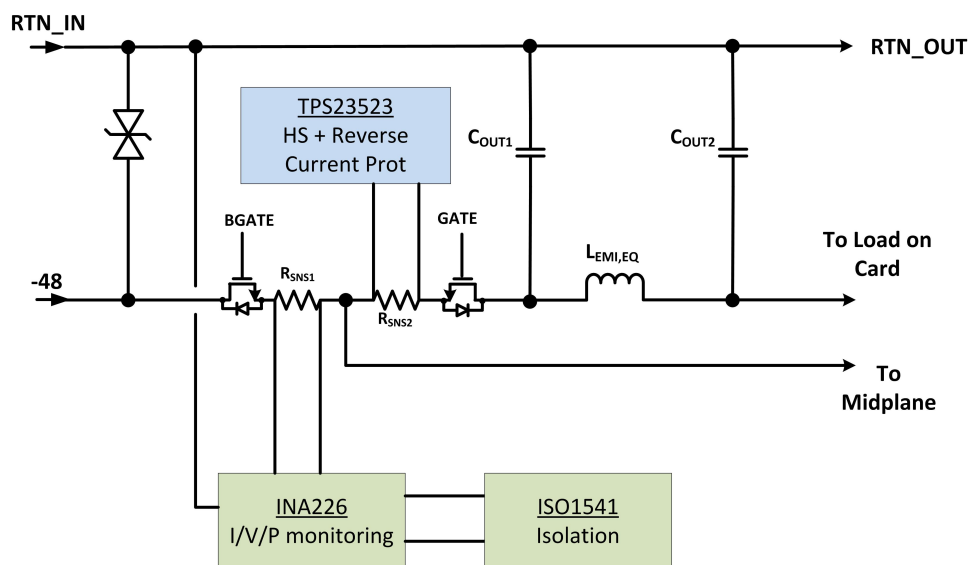 RTN_IN
RTN_OUT
TPS23523
HS + Reverse
Current Prot
COUT1
COUT2
BGATE
GATE
LEMI,EQ
To Load on
Card
-48
RSNS1
RSNS2
To
Midplane
INA226
I/V/P monitoring
ISO1541
Isolation